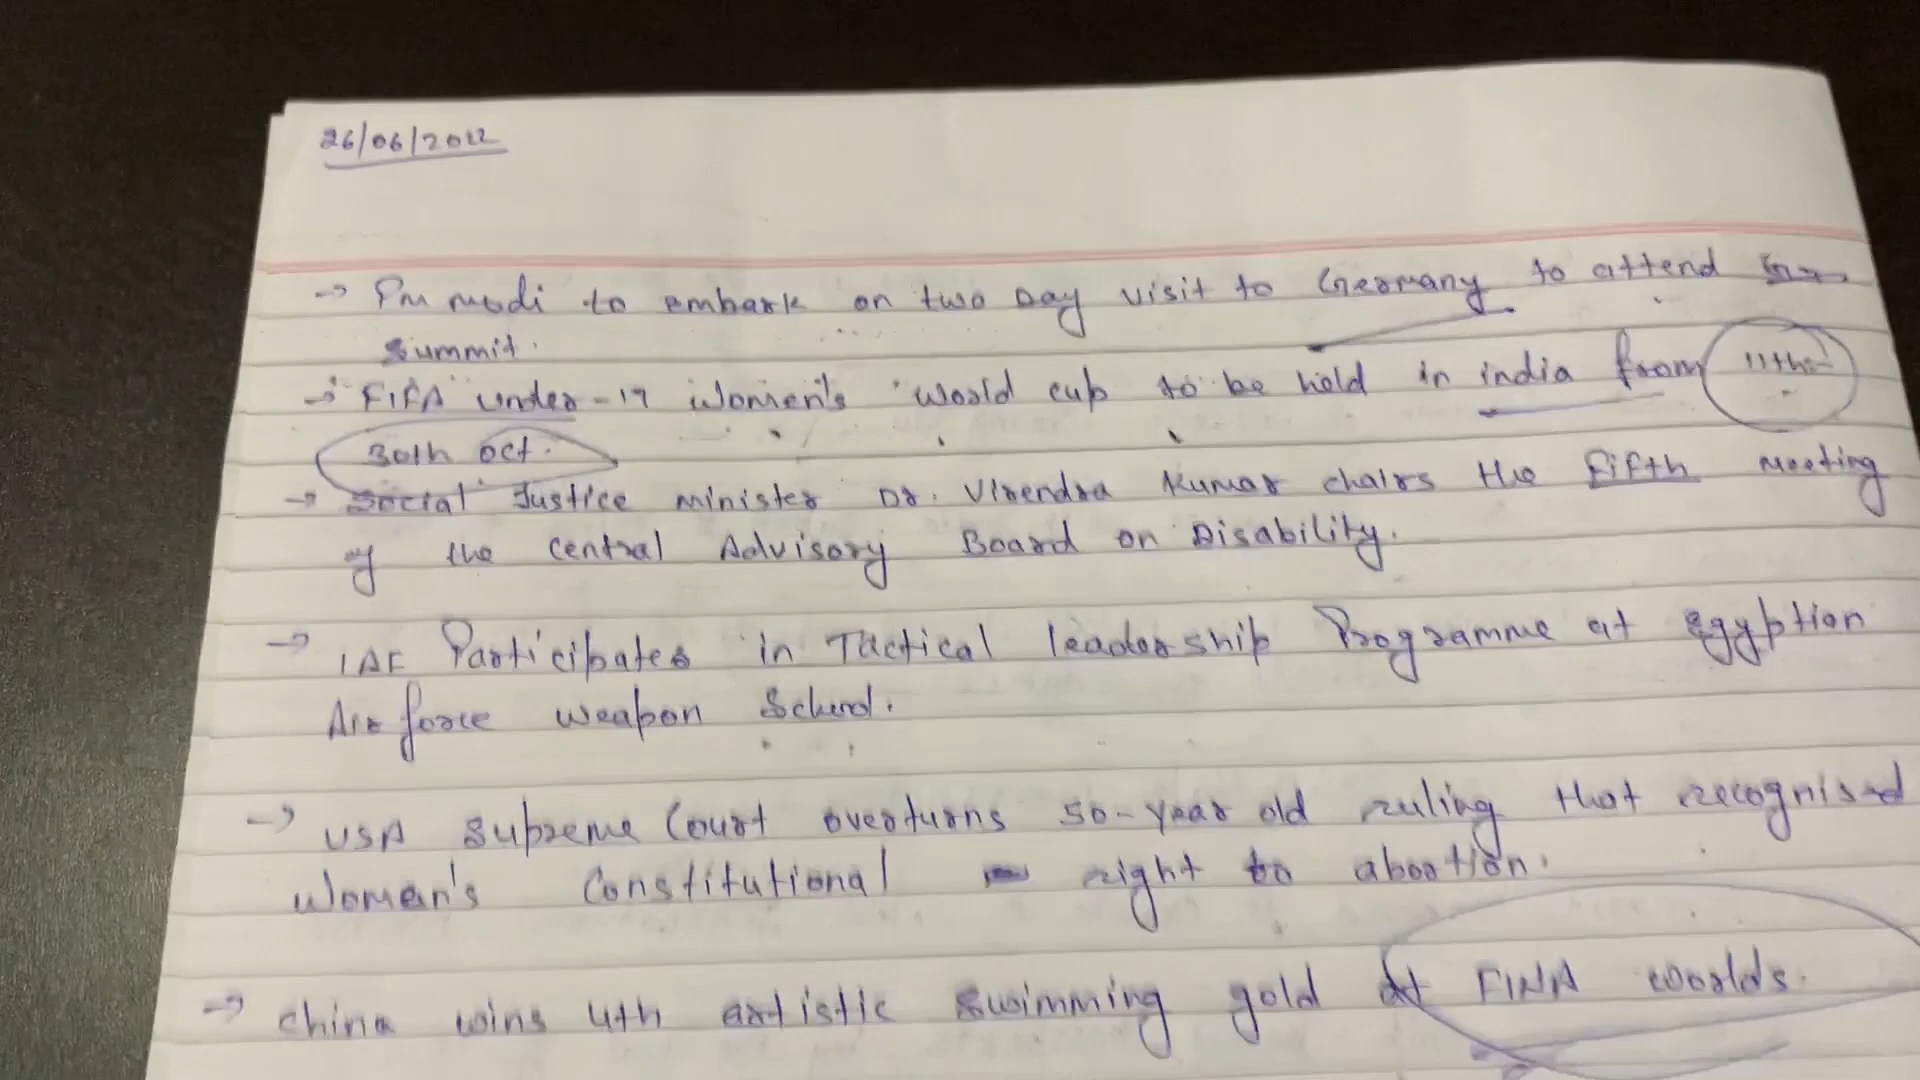 26/06/2022
→ PM modi to embark on two Day visit to Germany to attend G7
Summit.
→ FIFA under-17 women's world cup to be held in india from 11th-
30th oct.
→ Social Justice minister Dr. Virendra Kumar chairs the fifth meeting
of the central Advisory Board on Disability.
→ IAF Participates in Tactical leadership Programme at egyption
Air force weapon School.
→ USA supreme Court overturns 50-year old ruling that recognised
Women's Constitutional right to abortion.
→ china wins 4th artistic swimming gold at FINA worlds.